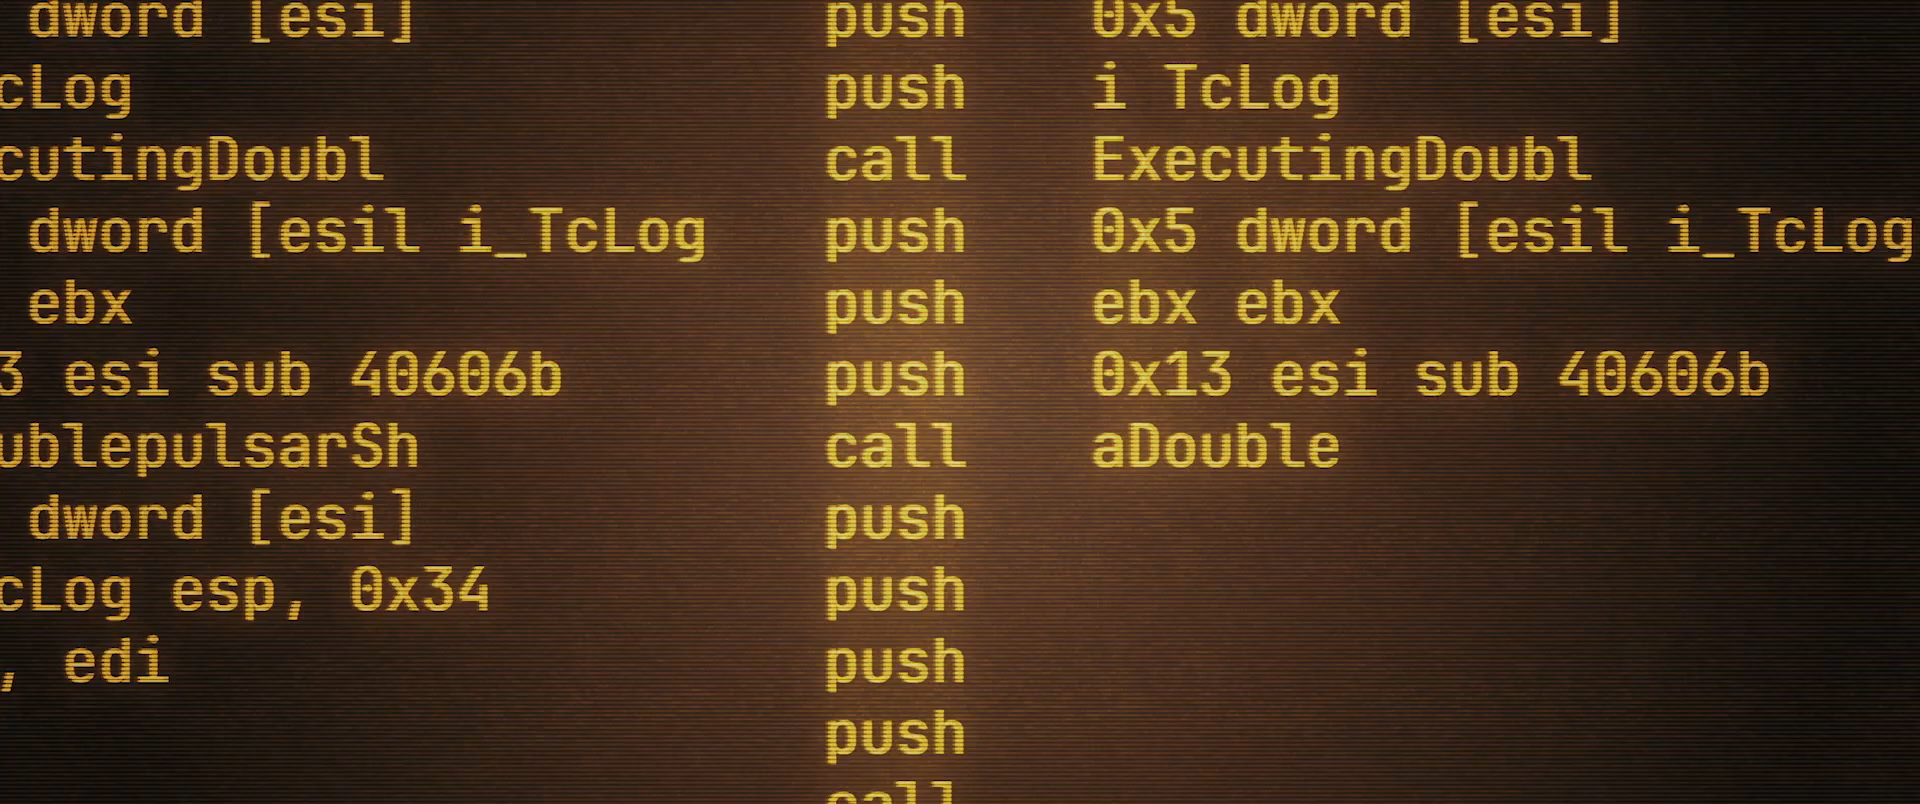 dword [esi] push 0x5 dword [esi]
cLog push i TcLog
cutingDoubl call ExecutingDoubl
dword [esil i_TcLog push 0x5 dword [esil i_TcLog
ebx push ebx ebx
3 esi sub 40606b push 0x13 esi sub 40606b
ublepulsarSh call aDouble
dword [esi] push
cLog esp, 0x34 push
, edi push
push
call